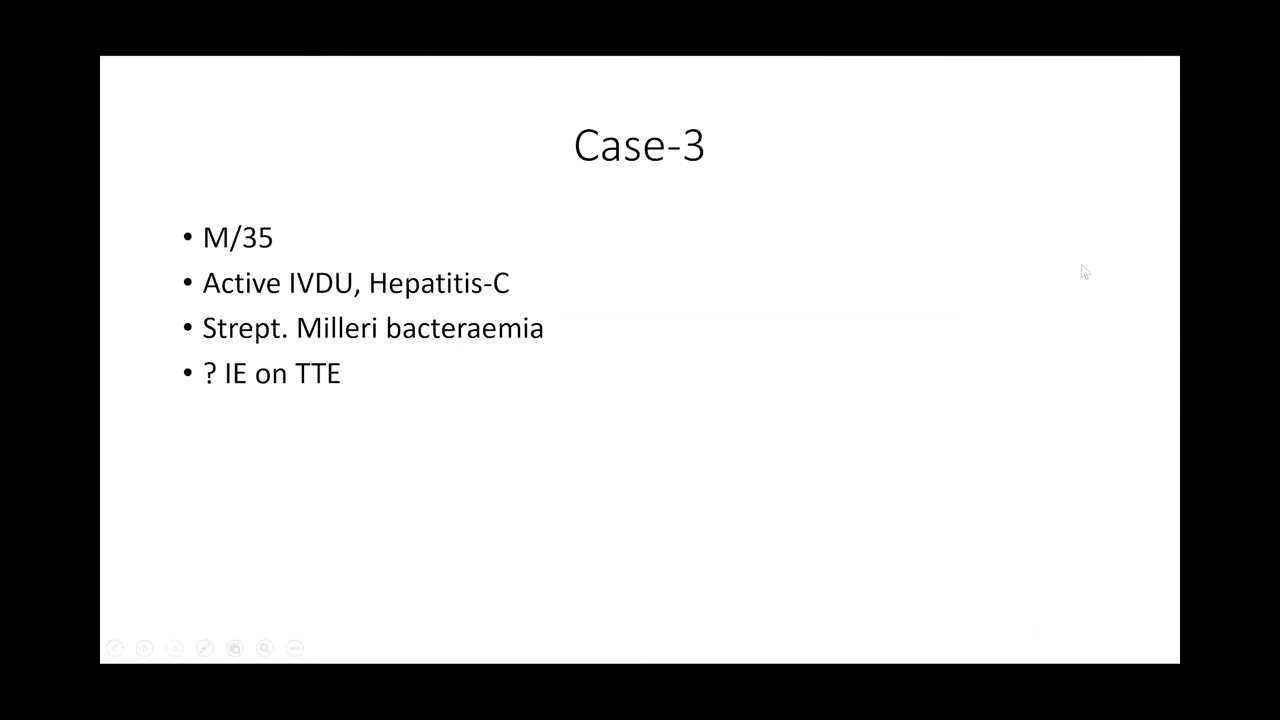 Case-3
• M/35
• Active IVDU, Hepatitis-C
• Strept. Milleri bacteraemia
• ? IE on TTE